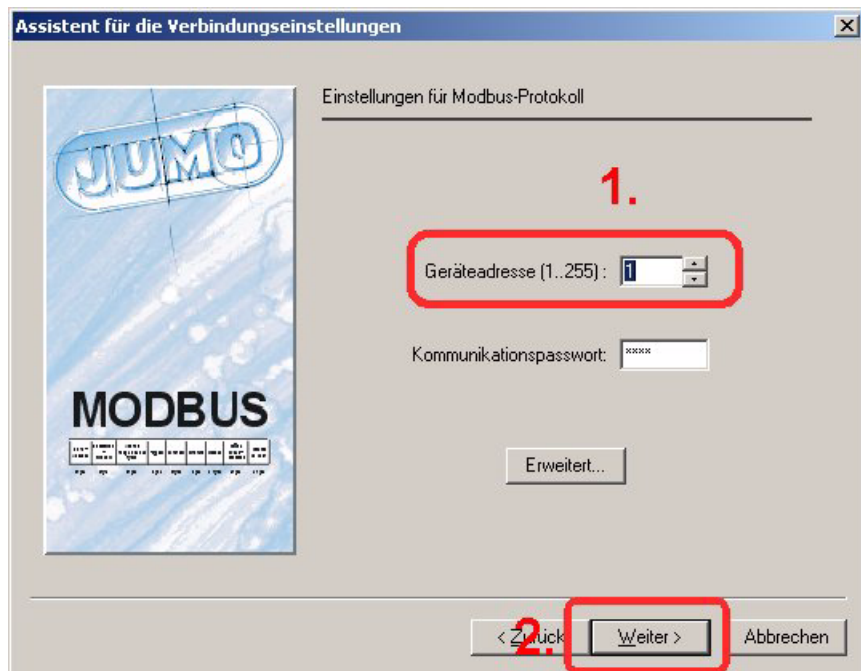 Assistent für die Verbindungseinstellungen
JUMO
Einstellungen für Modbus-Protokoll
1.
Geräteadresse (1..255) : 1
Kommunikationspasswort: ××××
MODBUS
Erweitert...
2.
< Zurück Weiter > Abbrechen